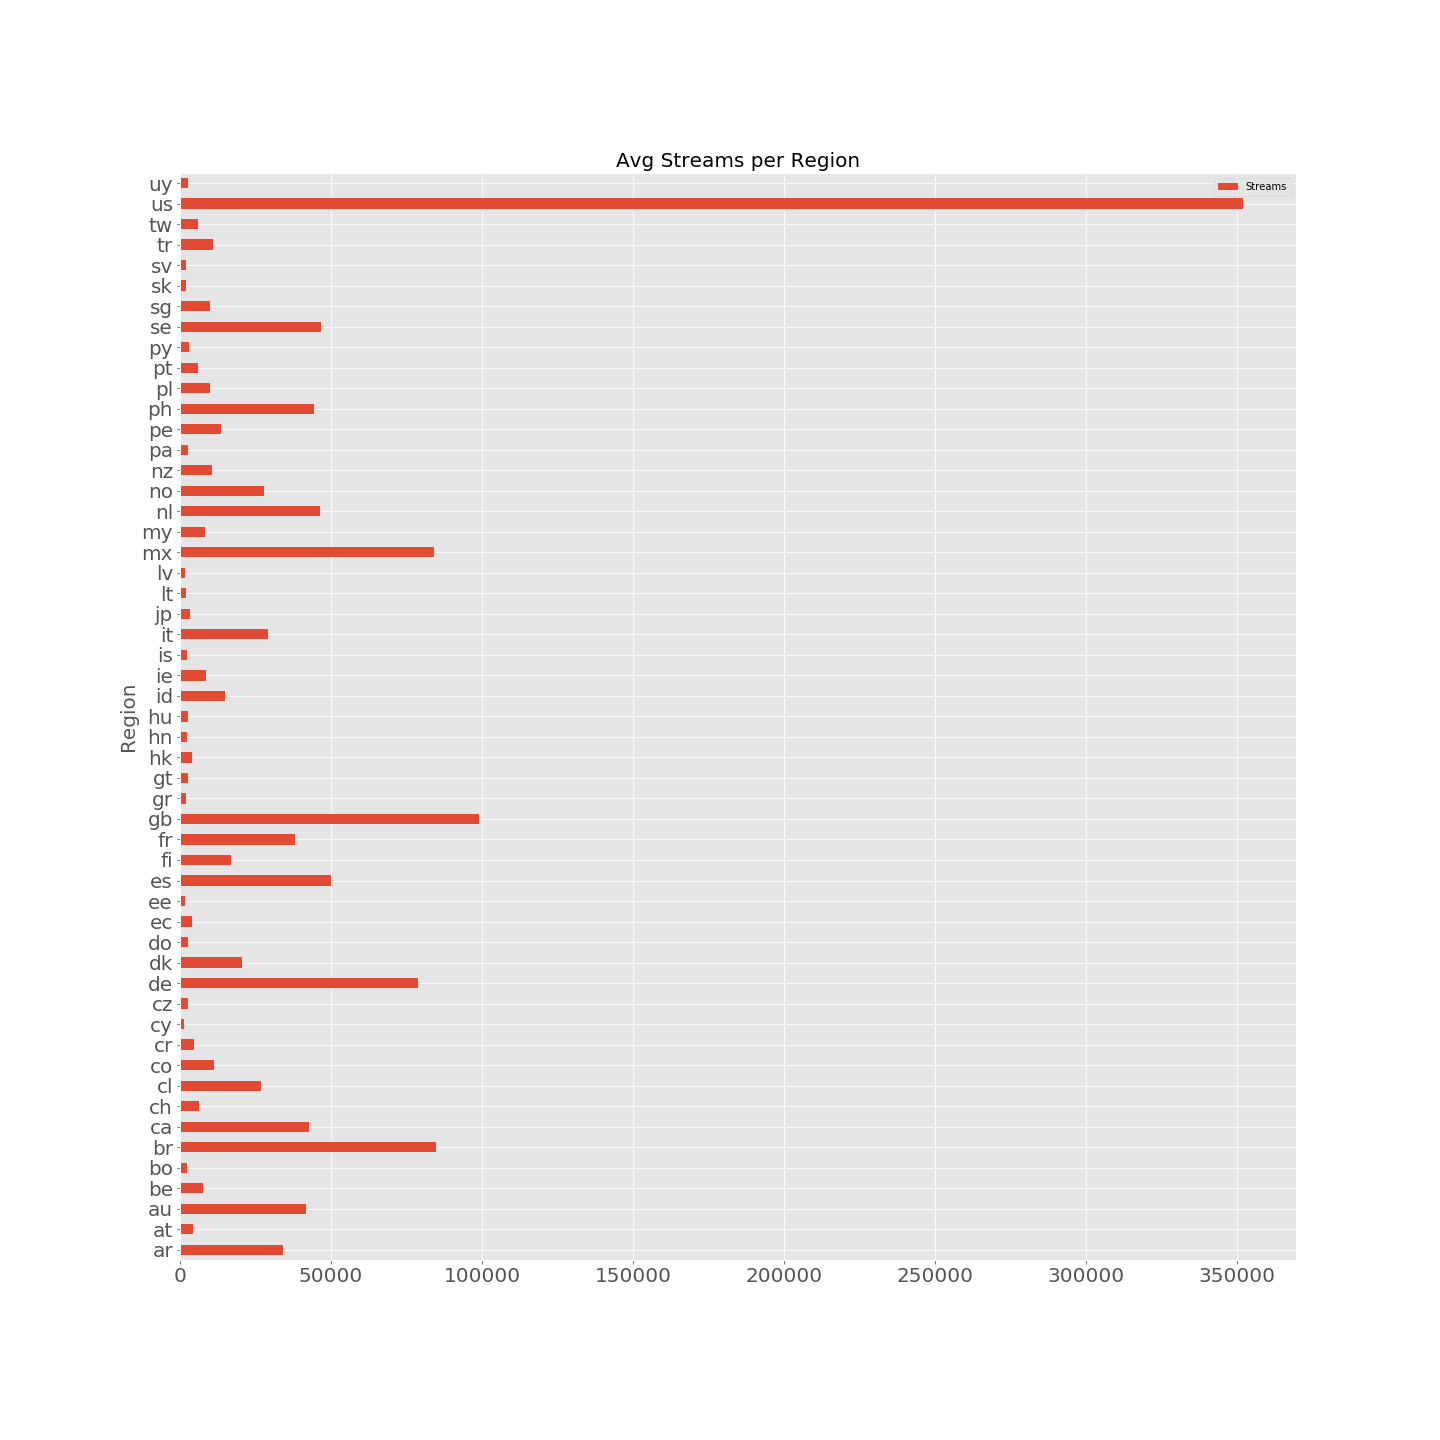 Avg Streams per Region
Streams
uy
us
tw
tr
sv
sk
sg
se
py
pt
pl
ph
pe
pa
nz
no
nl
my
mx
lv
lt
jp
it
is
ie
id
hu
hn
hk
gt
gr
gb
fr
fi
es
ee
ec
do
dk
de
cz
cy
cr
co
cl
ch
ca
br
bo
be
au
at
ar
Region
0 50000 100000 150000 200000 250000 300000 350000